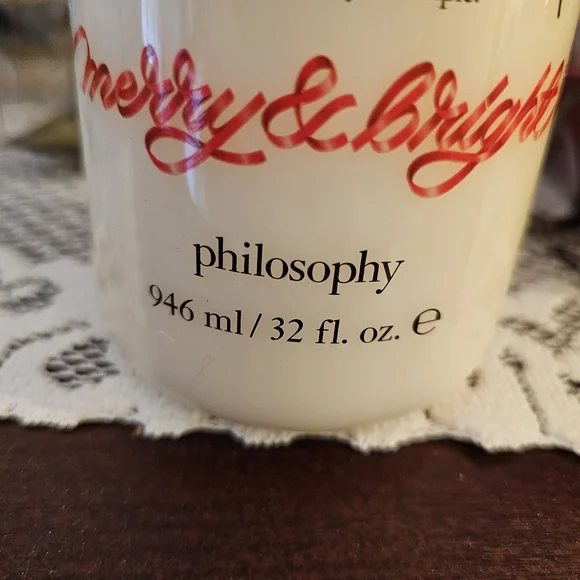 merry & bright
philosophy
946 ml / 32 fl. oz. ℮